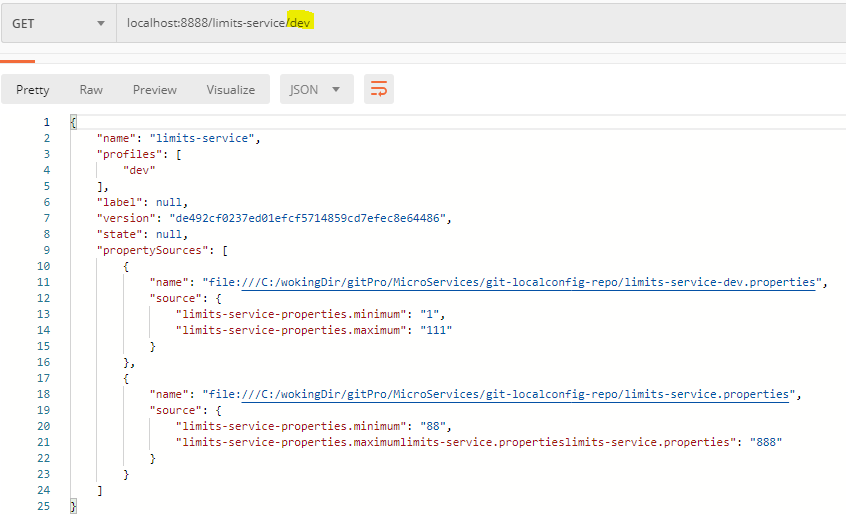 GET localhost:8888/limits-service/dev
Pretty Raw Preview Visualize JSON
1 {
2 "name": "limits-service",
3 "profiles": [
4 "dev"
5 ],
6 "label": null,
7 "version": "de492cf0237ed01efcf5714859cd7efec8e64486",
8 "state": null,
9 "propertySources": [
10 {
11 "name": "file:///C:/wokingDir/gitPro/MicroServices/git-localconfig-repo/limits-service-dev.properties",
12 "source": {
13 "limits-service-properties.minimum": "1",
14 "limits-service-properties.maximum": "111"
15 }
16 },
17 {
18 "name": "file:///C:/wokingDir/gitPro/MicroServices/git-localconfig-repo/limits-service.properties",
19 "source": {
20 "limits-service-properties.minimum": "88",
21 "limits-service-properties.maximumlimits-service.propertieslimits-service.properties": "888"
22 }
23 }
24 ]
25 }